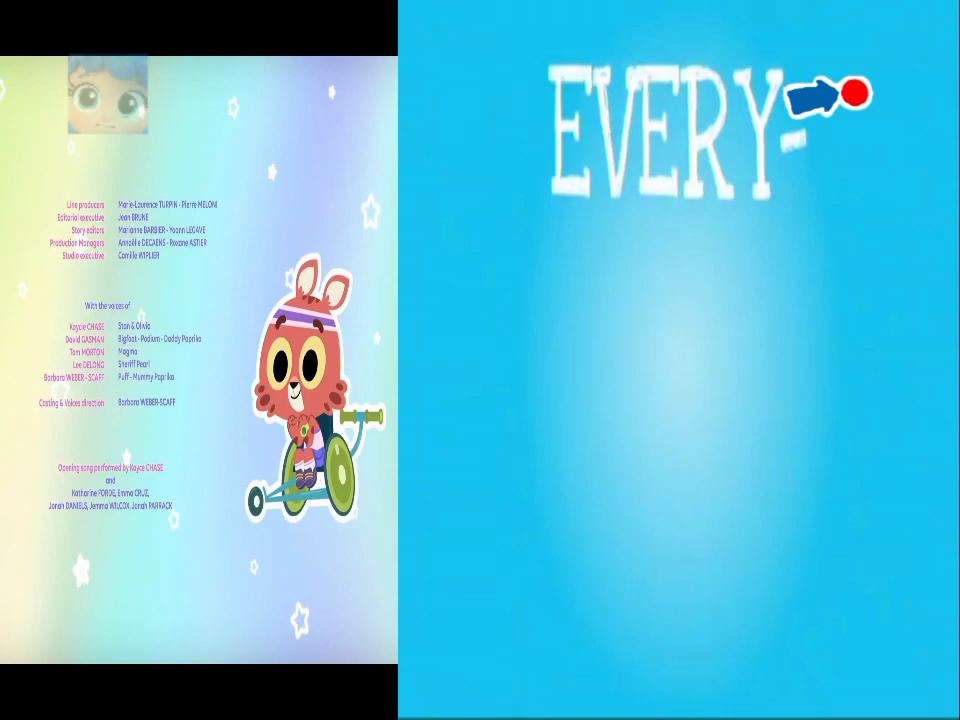 Line producers Marie-Laurence TURPIN - Pierre MELONI
Editorial executive Jean BRUNE
Story editors Marianne BARBIER - Yoann LEGAVE
Production Managers Annaëlle DECAENS - Roxane ASTIER
Studio executive Camille WIPLIER
With the voices of
Kaycie CHASE Stan & Olivia
David GASMAN Bigfoot - Podium - Daddy Paprika
Tom MORTON Magma
Lee DELONG Sheriff Pearl
Barbara WEBER - SCAFF Puff - Mummy Paprika
Casting & Voices direction Barbara WEBER-SCAFF
Opening song performed by Kayce CHASE
and
Katharine FORDE, Emma CRUZ,
Jonah DANIELS, Jemma WILCOX, Jonah PARRACK
EVERY-